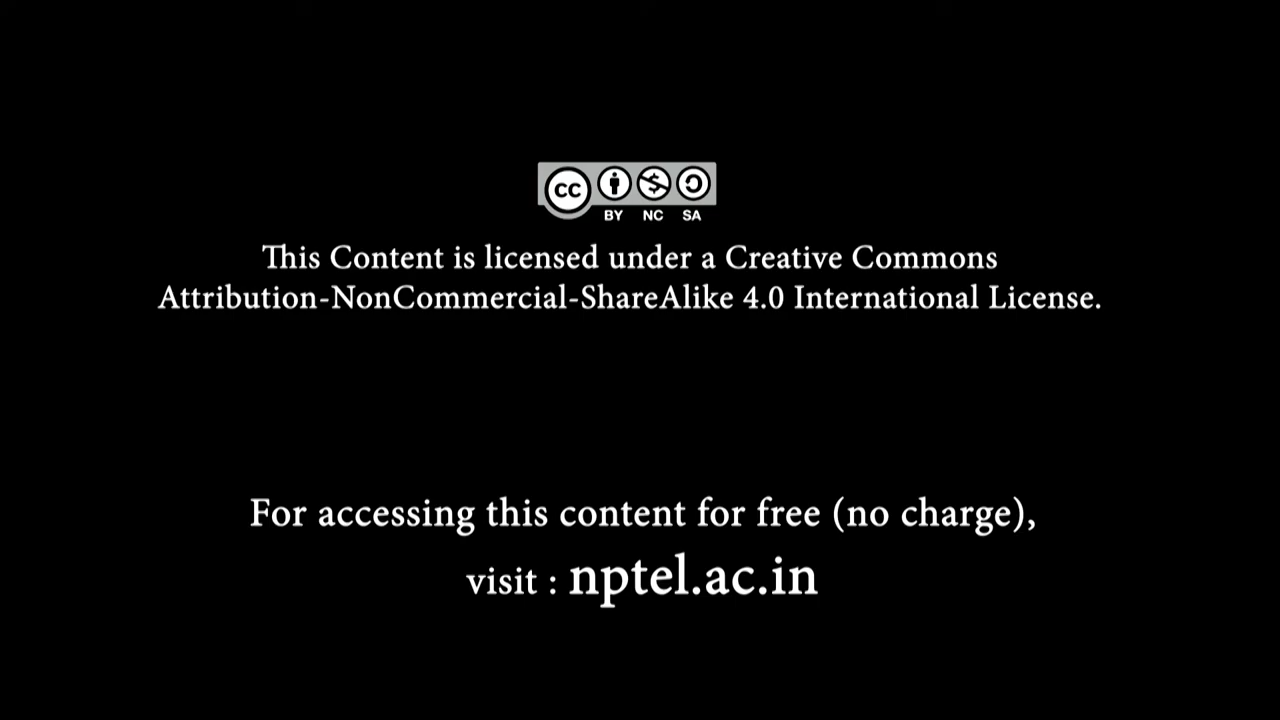 cc
BY NC SA
This Content is licensed under a Creative Commons
Attribution-NonCommercial-ShareAlike 4.0 International License.
For accessing this content for free (no charge),
visit : nptel.ac.in